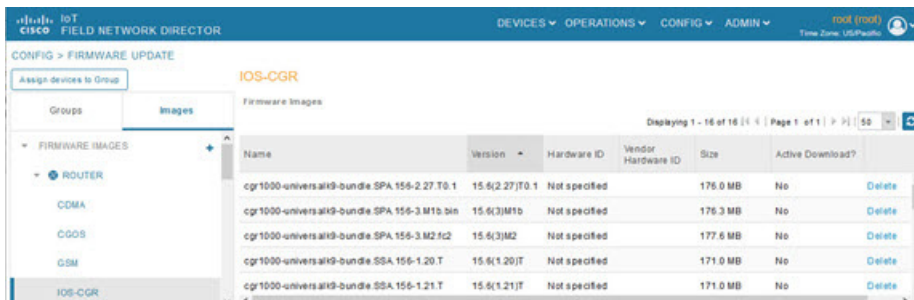 cisco IoT FIELD NETWORK DIRECTOR
DEVICES OPERATIONS CONFIG ADMIN
root (root)
Time Zone: US/Pacific
CONFIG > FIRMWARE UPDATE
Assign devices to Group
IOS-CGR
Groups Images
Firmware Images
Displaying 1 - 16 of 16 Page 1 of 1 50
FIRMWARE IMAGES +
Name Version Hardware ID Vendor Hardware ID Size Active Download?
ROUTER
cgr1000-universalk9-bundle.SPA.156-2.27.T0.1 15.6(2.27)T0.1 Not specified 176.0 MB No Delete
CDMA
cgr1000-universalk9-bundle.SPA.156-3.M1b.bin 15.6(3)M1b Not specified 176.3 MB No Delete
CGOS
cgr1000-universalk9-bundle.SPA.156-3.M2.fc2 15.6(3)M2 Not specified 177.6 MB No Delete
GSM
cgr1000-universalk9-bundle.SSA.156-1.20.T 15.6(1.20)T Not specified 171.0 MB No Delete
IOS-CGR
cgr1000-universalk9-bundle.SSA.156-1.21.T 15.6(1.21)T Not specified 171.0 MB No Delete